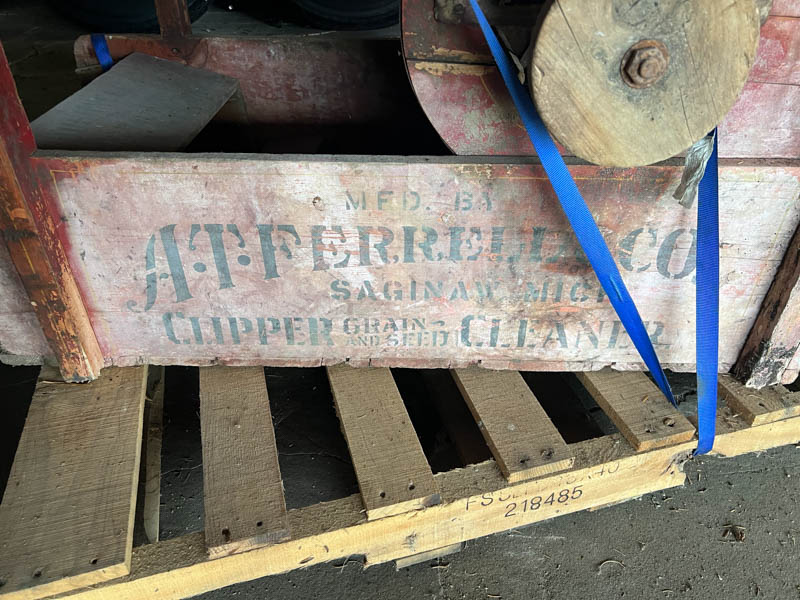 MFD. BY
A.T. FERRELL & CO.
SAGINAW MICH
CLIPPER GRAIN AND SEED CLEANER
218485